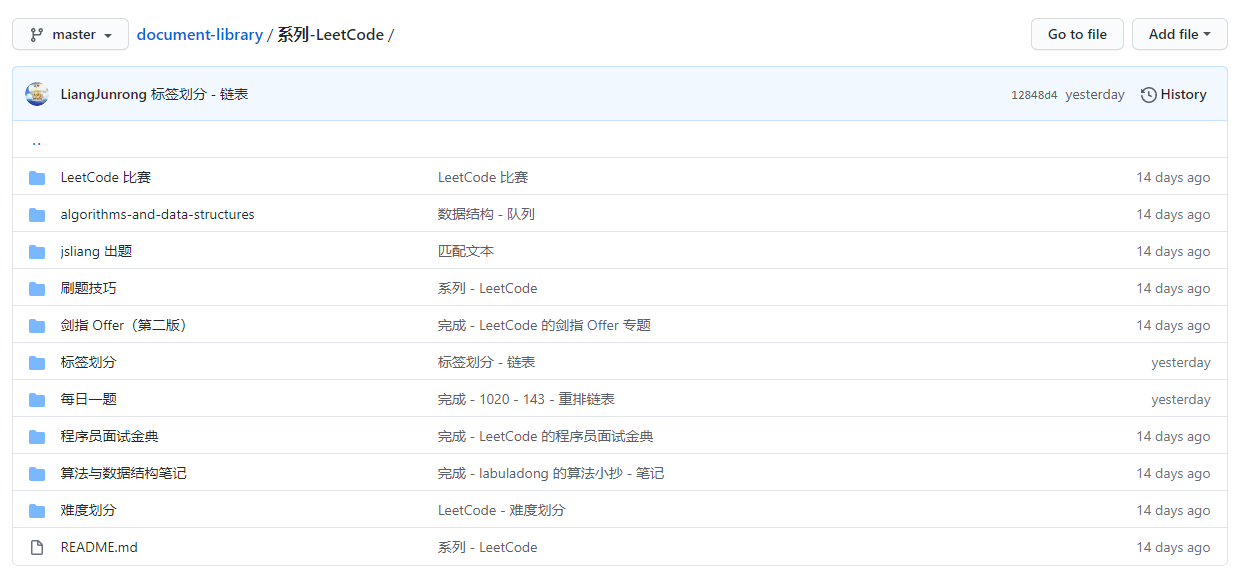 master document-library / 系列-LeetCode / Go to file Add file
LiangJunrong 标签划分 - 链表 12848d4 yesterday History
..
LeetCode 比赛 LeetCode 比赛 14 days ago
algorithms-and-data-structures 数据结构 - 队列 14 days ago
jsliang 出题 匹配文本 14 days ago
刷题技巧 系列 - LeetCode 14 days ago
剑指 Offer（第二版） 完成 - LeetCode 的剑指 Offer 专题 14 days ago
标签划分 标签划分 - 链表 yesterday
每日一题 完成 - 1020 - 143 - 重排链表 yesterday
程序员面试金典 完成 - LeetCode 的程序员面试金典 14 days ago
算法与数据结构笔记 完成 - labuladong 的算法小抄 - 笔记 14 days ago
难度划分 LeetCode - 难度划分 14 days ago
README.md 系列 - LeetCode 14 days ago